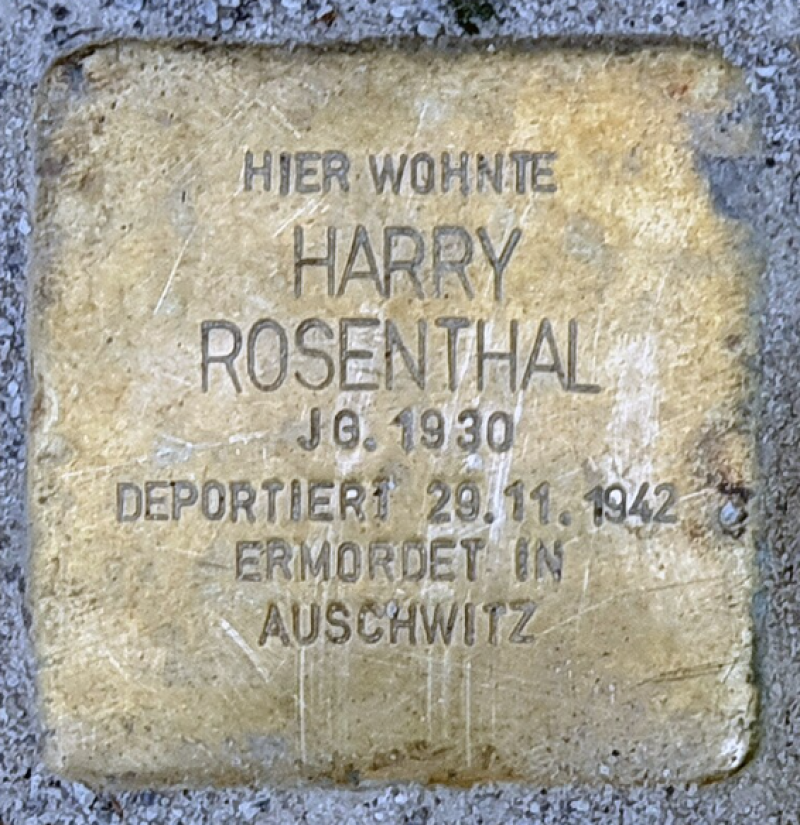 HIER WOHNTE
HARRY
ROSENTHAL
JG. 1930
DEPORTIERT 29.11.1942
ERMORDET IN
AUSCHWITZ